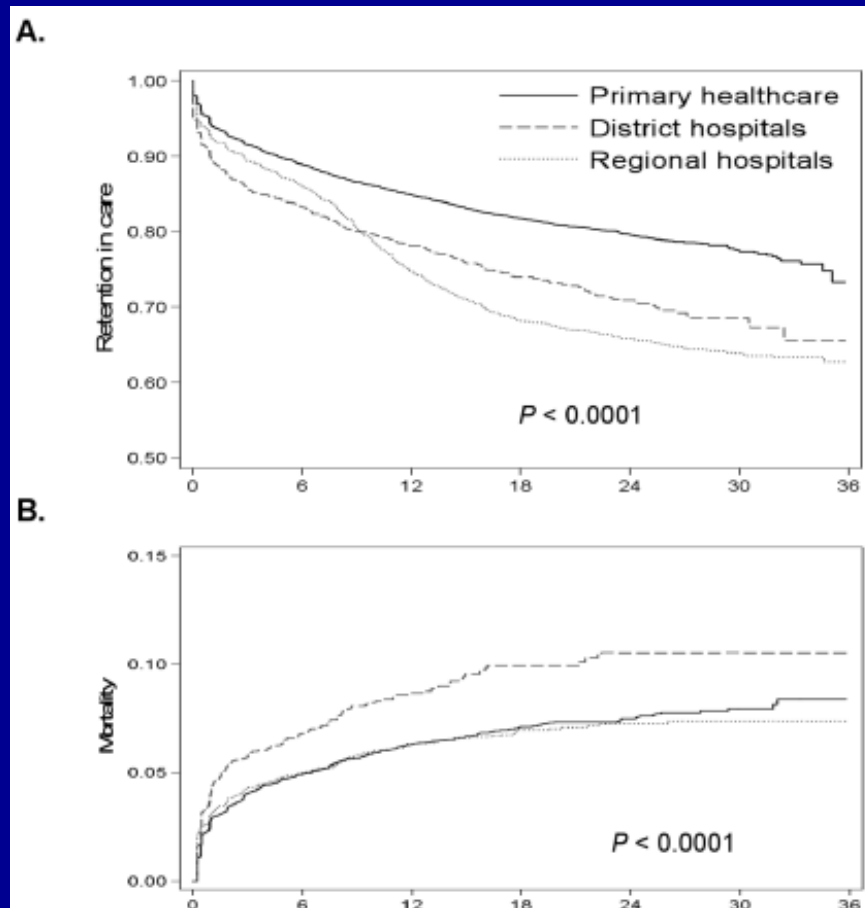 A.
1.00
Primary healthcare
District hospitals
0.90
Regional hospitals
0.80
Retention in care
0.70
0.60
P < 0.0001
0.50
0 6 12 18 24 30 36
B.
0.15
0.10
Mortality
0.05
P < 0.0001
0.00
0 6 12 18 24 30 36